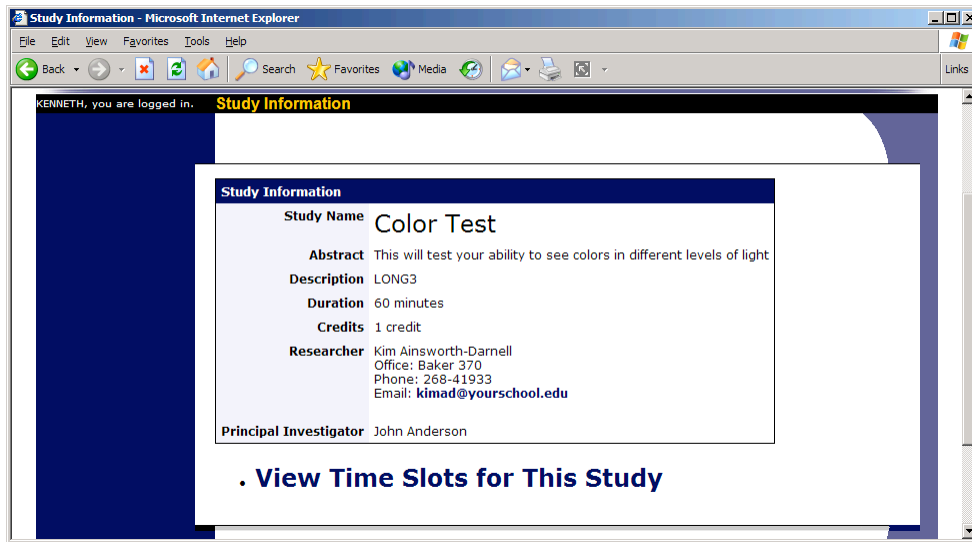 Study Information - Microsoft Internet Explorer
File Edit View Favorites Tools Help
Back Search Favorites Media Links
KENNETH, you are logged in. Study Information
Study Information
Study Name Color Test
Abstract This will test your ability to see colors in different levels of light
Description LONG3
Duration 60 minutes
Credits 1 credit
Researcher Kim Ainsworth-Darnell
Office: Baker 370
Phone: 268-41933
Email: kimad@yourschool.edu
Principal Investigator John Anderson
• View Time Slots for This Study